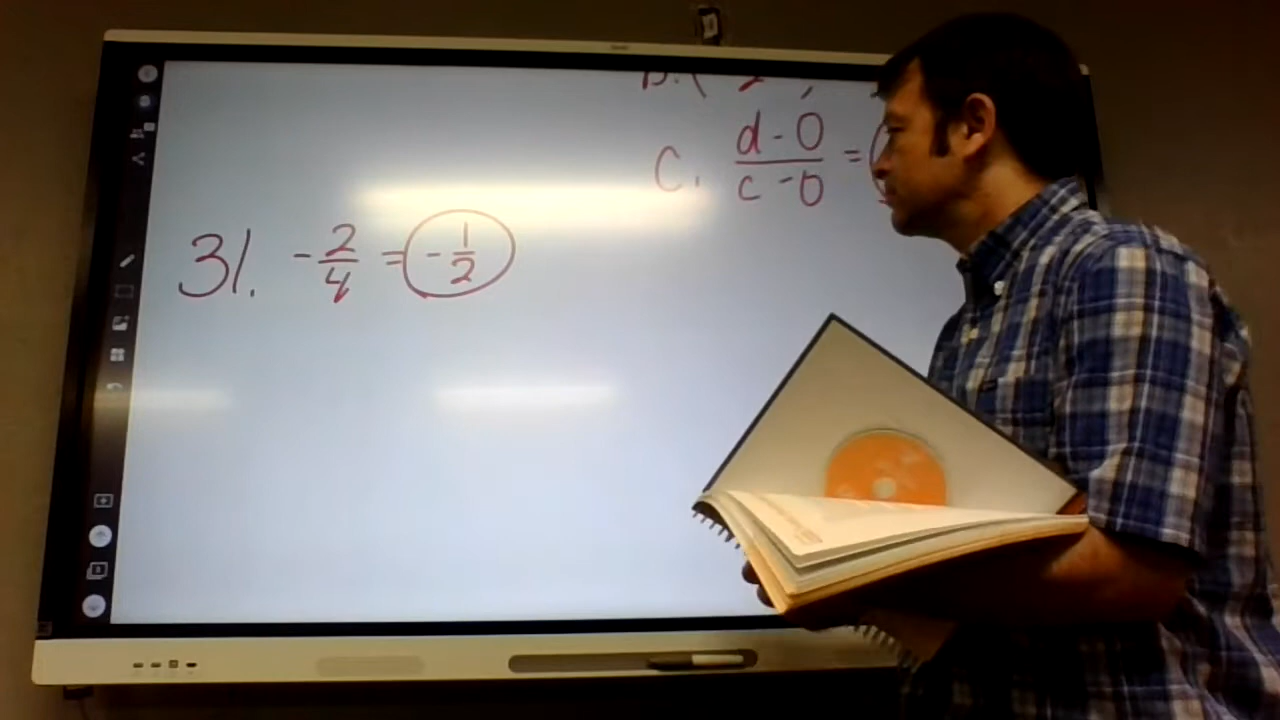 C. d - 0 / c - 0 =
31. - 2/4 = - 1/2